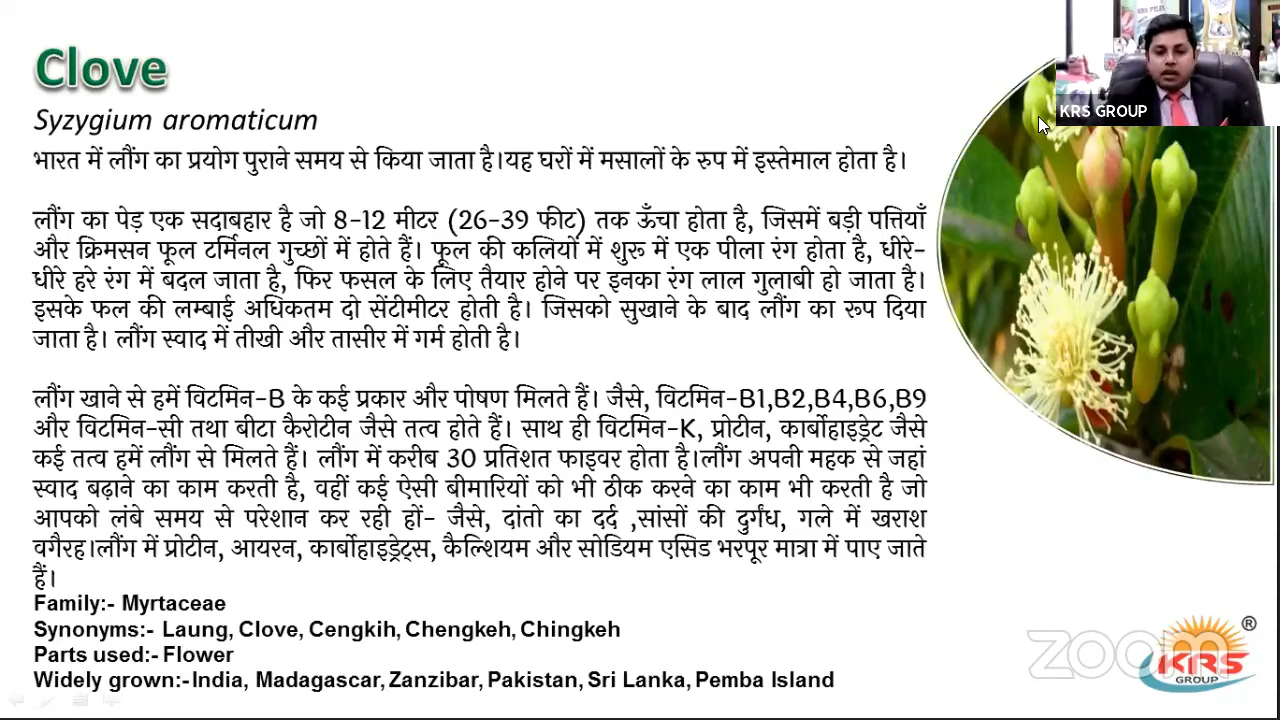 Clove
Syzygium aromaticum
भारत में लौंग का प्रयोग पुराने समय से किया जाता है।यह घरों में मसालों के रुप में इस्तेमाल होता है।
लौंग का पेड़ एक सदाबहार है जो 8-12 मीटर (26-39 फीट) तक ऊँचा होता है, जिसमें बड़ी पत्तियाँ
और क्रिमसन फूल टर्मिनल गुच्छों में होते हैं। फूल की कलियों में शुरू में एक पीला रंग होता है, धीरे-
धीरे हरे रंग में बदल जाता है, फिर फसल के लिए तैयार होने पर इनका रंग लाल गुलाबी हो जाता है।
इसके फल की लम्बाई अधिकतम दो सेंटीमीटर होती है। जिसको सुखाने के बाद लौंग का रूप दिया
जाता है। लौंग स्वाद में तीखी और तासीर में गर्म होती है।
लौंग खाने से हमें विटमिन-B के कई प्रकार और पोषण मिलते हैं। जैसे, विटमिन-B1,B2,B4,B6,B9
और विटमिन-सी तथा बीटा कैरोटीन जैसे तत्व होते हैं। साथ ही विटमिन-K, प्रोटीन, कार्बोहाइड्रेट जैसे
कई तत्व हमें लौंग से मिलते हैं। लौंग में करीब 30 प्रतिशत फाइवर होता है।लौंग अपनी महक से जहां
स्वाद बढ़ाने का काम करती है, वहीं कई ऐसी बीमारियों को भी ठीक करने का काम भी करती है जो
आपको लंबे समय से परेशान कर रही हों- जैसे, दांतो का दर्द ,सांसों की दुर्गंध, गले में खराश
वगैरह।लौंग में प्रोटीन, आयरन, कार्बोहाइड्रेट्स, कैल्शियम और सोडियम एसिड भरपूर मात्रा में पाए जाते
हैं।
Family:- Myrtaceae
Synonyms:- Laung, Clove, Cengkih, Chengkeh, Chingkeh
Parts used:- Flower
Widely grown:-India, Madagascar, Zanzibar, Pakistan, Sri Lanka, Pemba Island
KRS GROUP
zoom
KRS
GROUP
®